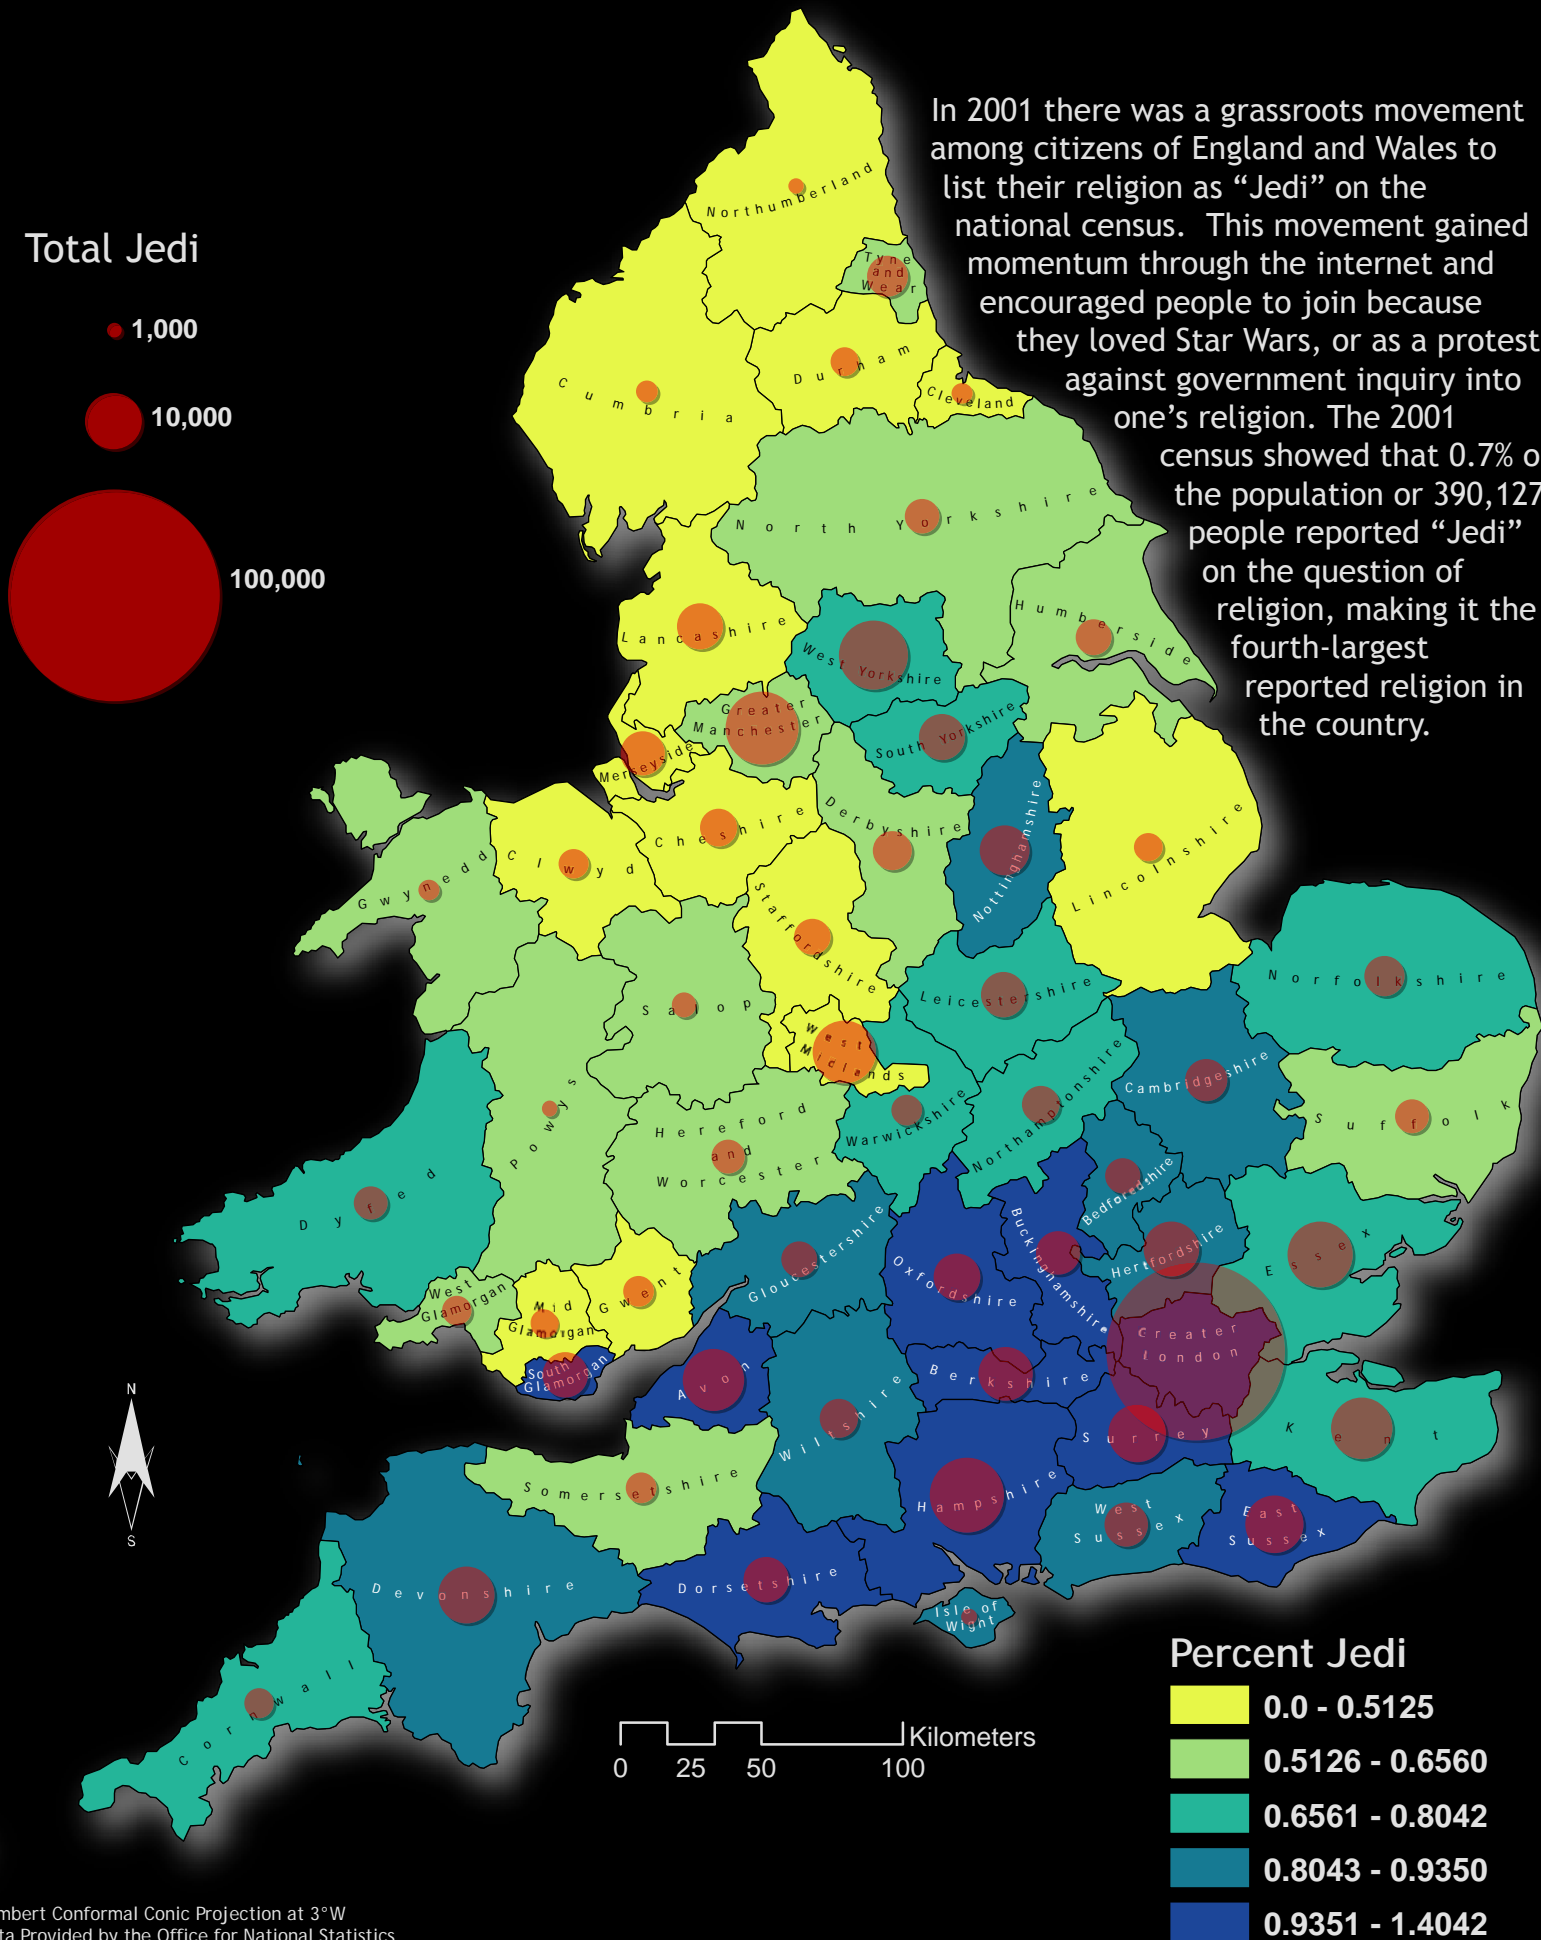 In 2001 there was a grassroots movement
among citizens of England and Wales to
list their religion as “Jedi” on the
national census. This movement gained
momentum through the internet and
encouraged people to join because
they loved Star Wars, or as a protest
against government inquiry into
one’s religion. The 2001
census showed that 0.7% o
the population or 390,127
people reported “Jedi”
on the question of
religion, making it the
fourth-largest
reported religion in
the country.
Total Jedi
1,000
10,000
100,000
Northumberland
Tyne
and
Wear
Cumbria
Durham
Cleveland
North Yorkshire
Humberside
Lancashire
West Yorkshire
Greater
Manchester
South Yorkshire
Merseyside
Cheshire
Derbyshire
Nottinghamshire
Lincolnshire
Clwyd
Gwynedd
Staffordshire
Salop
West
Midlands
Leicestershire
Norfolkshire
Cambridgeshire
Suffolk
Powys
Hereford
and
Worcester
Warwickshire
Northamptonshire
Bedfordshire
Dyfed
Gloucestershire
Oxfordshire
Buckinghamshire
Hertfordshire
Essex
West
Glamorgan
Mid
Glamorgan
Gwent
South
Glamorgan
Avon
Wiltshire
Berkshire
Greater
London
Surrey
Kent
Somersetshire
Hampshire
West
Sussex
East
Sussex
Devonshire
Dorsetshire
Isle of
Wight
Cornwall
N
S
Kilometers
0 25 50 100
Percent Jedi
0.0 - 0.5125
0.5126 - 0.6560
0.6561 - 0.8042
0.8043 - 0.9350
0.9351 - 1.4042
mbert Conformal Conic Projection at 3°W
ta Provided by the Office for National Statistics